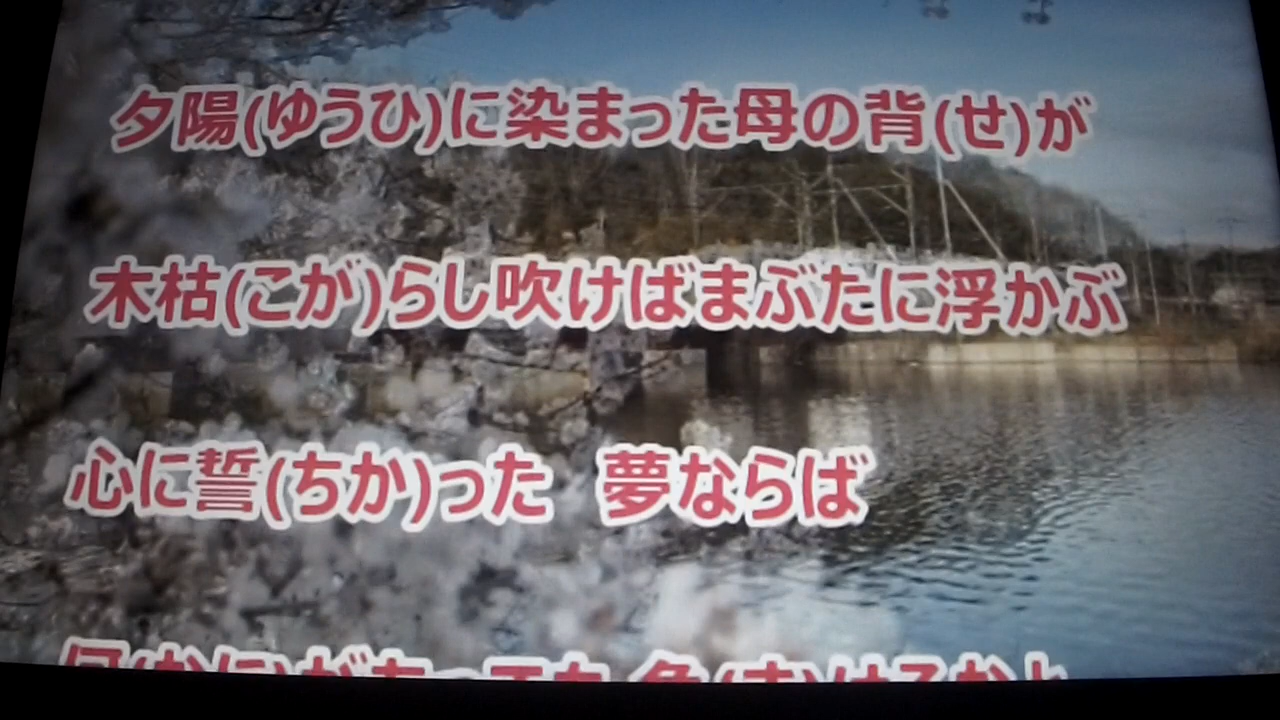 夕陽(ゆうひ)に染まった母の背(せ)が
木枯(こが)らし吹けばまぶたに浮かぶ
心に誓(ちか)った 夢ならば